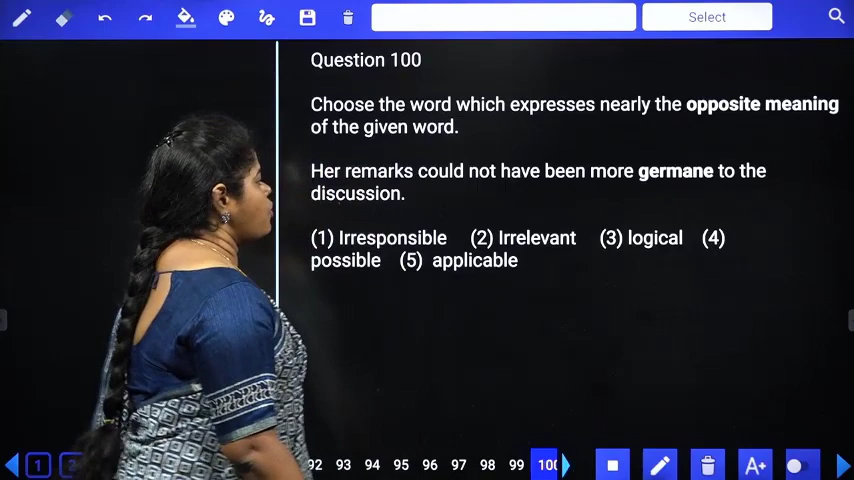 Select
Question 100
Choose the word which expresses nearly the opposite meaning
of the given word.
Her remarks could not have been more germane to the
discussion.
(1) Irresponsible (2) Irrelevant (3) logical (4)
possible (5) applicable
1 92 93 94 95 96 97 98 99 100 A+